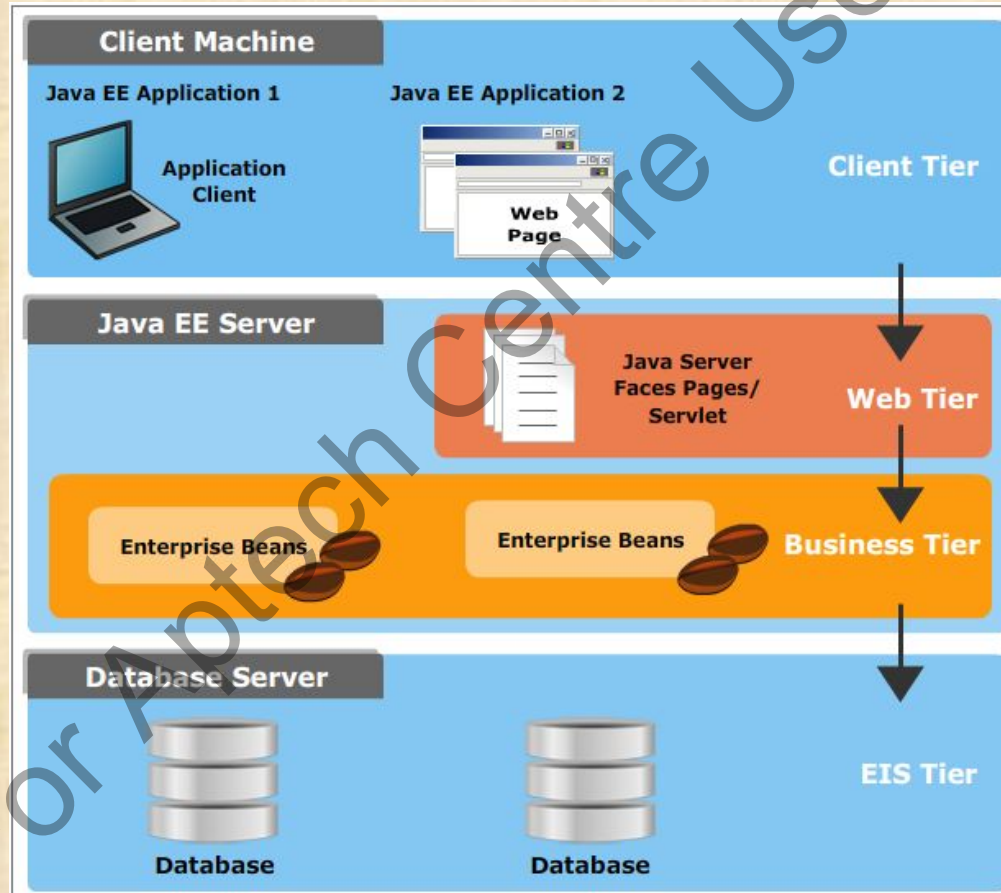 Client Machine
Java EE Application 1
Java EE Application 2
Application
Client
Web
Page
Client Tier
Java EE Server
Java Server
Faces Pages/
Servlet
Web Tier
Enterprise Beans
Enterprise Beans
Business Tier
Database Server
EIS Tier
Database
Database
or Aptech Centre Use